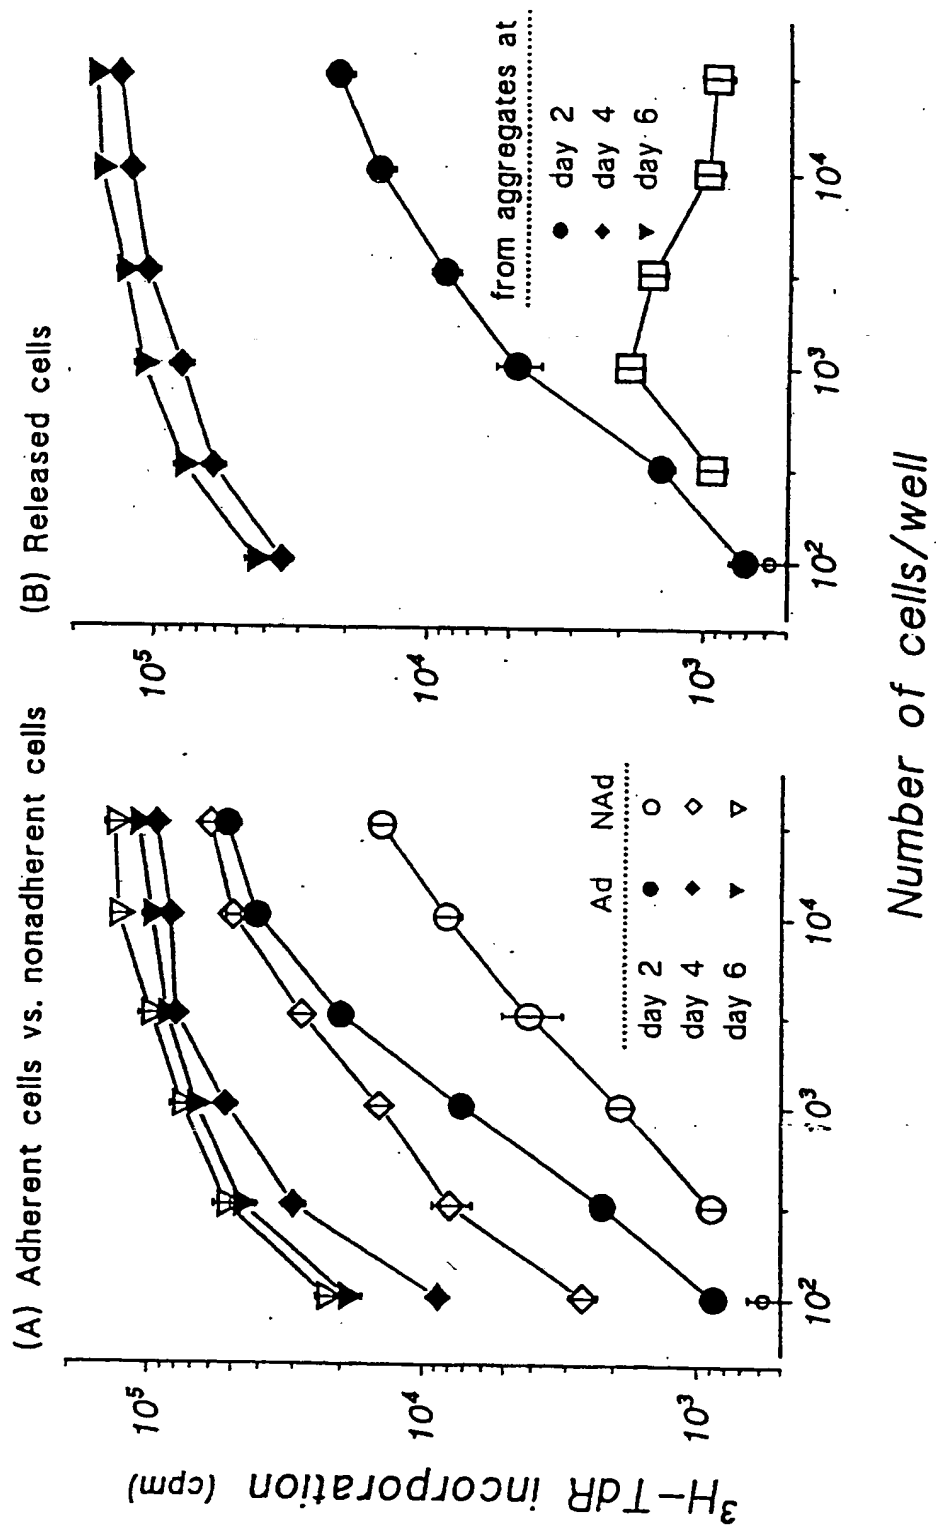 (A) Adherent cells vs. nonadherent cells
10⁵
10⁴
10³
³H-TdR incorporation (cpm)
Ad NAd
day 2
day 4
day 6
10² 10³ 10⁴
(B) Released cells
10⁵
10⁴
10³
from aggregates at
day 2
day 4
day 6
10² 10³ 10⁴
Number of cells/well